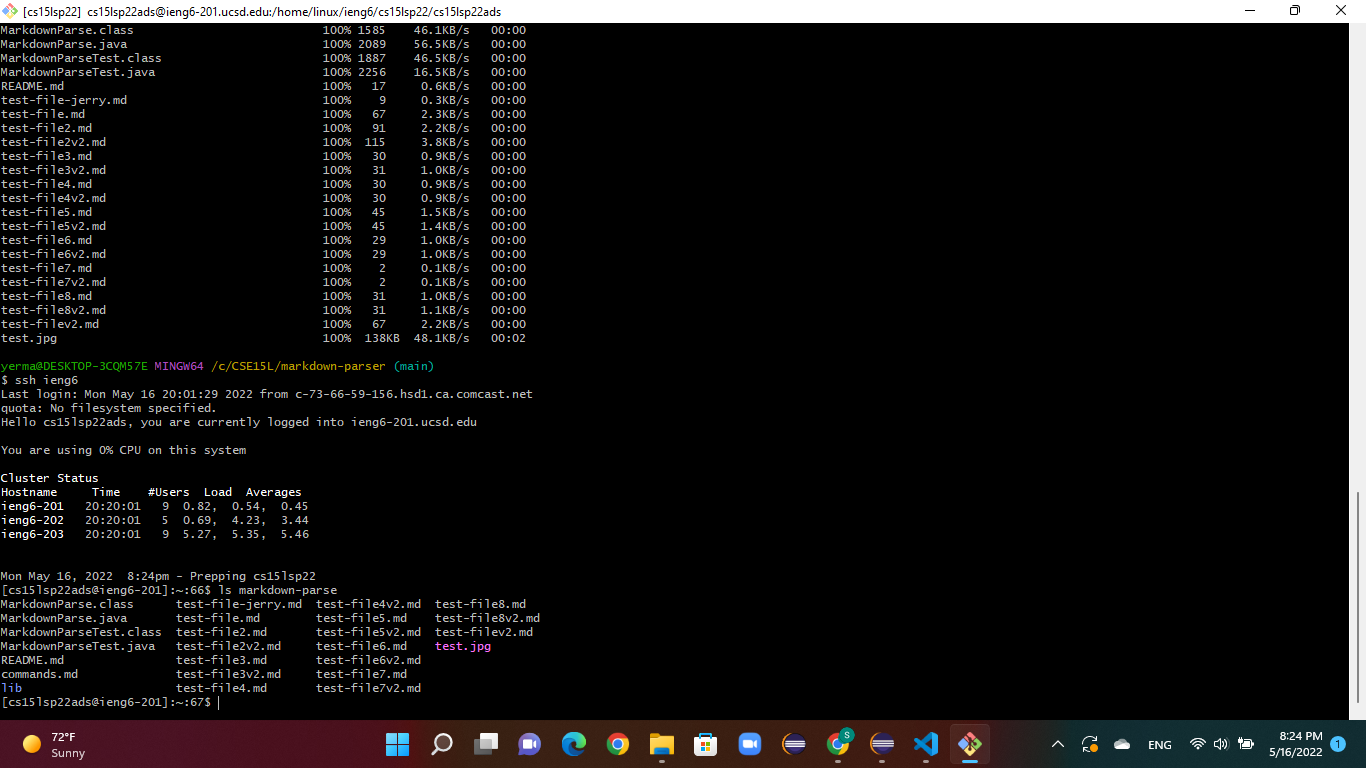 [cs15lsp22] cs15lsp22ads@ieng6-201.ucsd.edu:/home/linux/ieng6/cs15lsp22/cs15lsp22ads
MarkdownParse.class 100% 1585 46.1KB/s 00:00
MarkdownParse.java 100% 2089 56.5KB/s 00:00
MarkdownParseTest.class 100% 1887 46.5KB/s 00:00
MarkdownParseTest.java 100% 2256 16.5KB/s 00:00
README.md 100% 17 0.6KB/s 00:00
test-file-jerry.md 100% 9 0.3KB/s 00:00
test-file.md 100% 67 2.3KB/s 00:00
test-file2.md 100% 91 2.2KB/s 00:00
test-file2v2.md 100% 115 3.8KB/s 00:00
test-file3.md 100% 30 0.9KB/s 00:00
test-file3v2.md 100% 31 1.0KB/s 00:00
test-file4.md 100% 30 0.9KB/s 00:00
test-file4v2.md 100% 30 0.9KB/s 00:00
test-file5.md 100% 45 1.5KB/s 00:00
test-file5v2.md 100% 45 1.4KB/s 00:00
test-file6.md 100% 29 1.0KB/s 00:00
test-file6v2.md 100% 29 1.0KB/s 00:00
test-file7.md 100% 2 0.1KB/s 00:00
test-file7v2.md 100% 2 0.1KB/s 00:00
test-file8.md 100% 31 1.0KB/s 00:00
test-file8v2.md 100% 31 1.1KB/s 00:00
test-filev2.md 100% 67 2.2KB/s 00:00
test.jpg 100% 138KB 48.1KB/s 00:02
yerma@DESKTOP-3CQM57E MINGW64 /c/CSE15L/markdown-parser (main)
$ ssh ieng6
Last login: Mon May 16 20:01:29 2022 from c-73-66-59-156.hsd1.ca.comcast.net
quota: No filesystem specified.
Hello cs15lsp22ads, you are currently logged into ieng6-201.ucsd.edu
You are using 0% CPU on this system
Cluster Status
Hostname Time #Users Load Averages
ieng6-201 20:20:01 9 0.82, 0.54, 0.45
ieng6-202 20:20:01 5 0.69, 4.23, 3.44
ieng6-203 20:20:01 9 5.27, 5.35, 5.46
Mon May 16, 2022 8:24pm - Prepping cs15lsp22
[cs15lsp22ads@ieng6-201]:~:66$ ls markdown-parse
MarkdownParse.class test-file-jerry.md test-file4v2.md test-file8.md
MarkdownParse.java test-file.md test-file5.md test-file8v2.md
MarkdownParseTest.class test-file2.md test-file5v2.md test-filev2.md
MarkdownParseTest.java test-file2v2.md test-file6.md test.jpg
README.md test-file3.md test-file6v2.md
commands.md test-file3v2.md test-file7.md
lib test-file4.md test-file7v2.md
[cs15lsp22ads@ieng6-201]:~:67$
72°F
Sunny
S
ENG
8:24 PM
5/16/2022
1